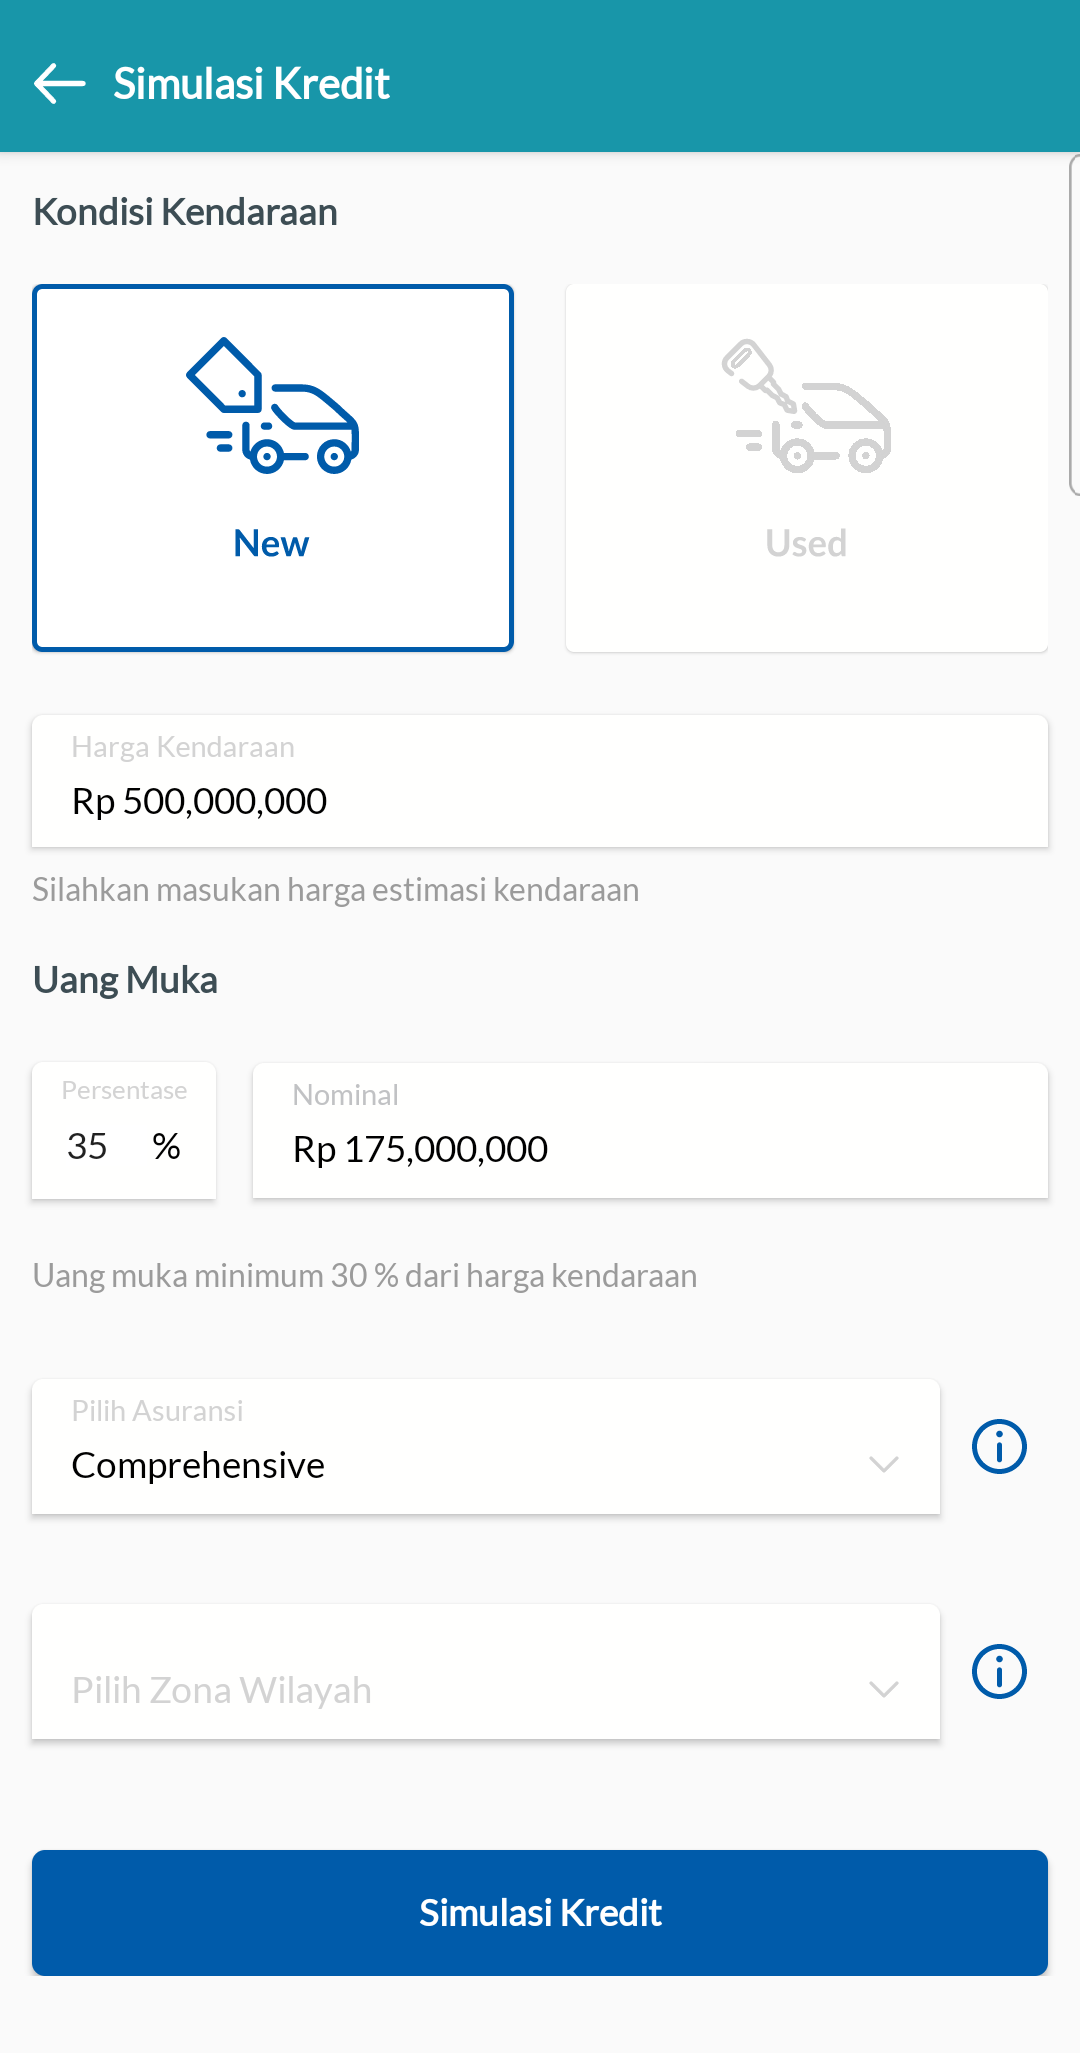 Simulasi Kredit
Kondisi Kendaraan
New
Used
Harga Kendaraan
Rp 500,000,000
Silahkan masukan harga estimasi kendaraan
Uang Muka
Persentase
35 %
Nominal
Rp 175,000,000
Uang muka minimum 30 % dari harga kendaraan
Pilih Asuransi
Comprehensive
Pilih Zona Wilayah
Simulasi Kredit